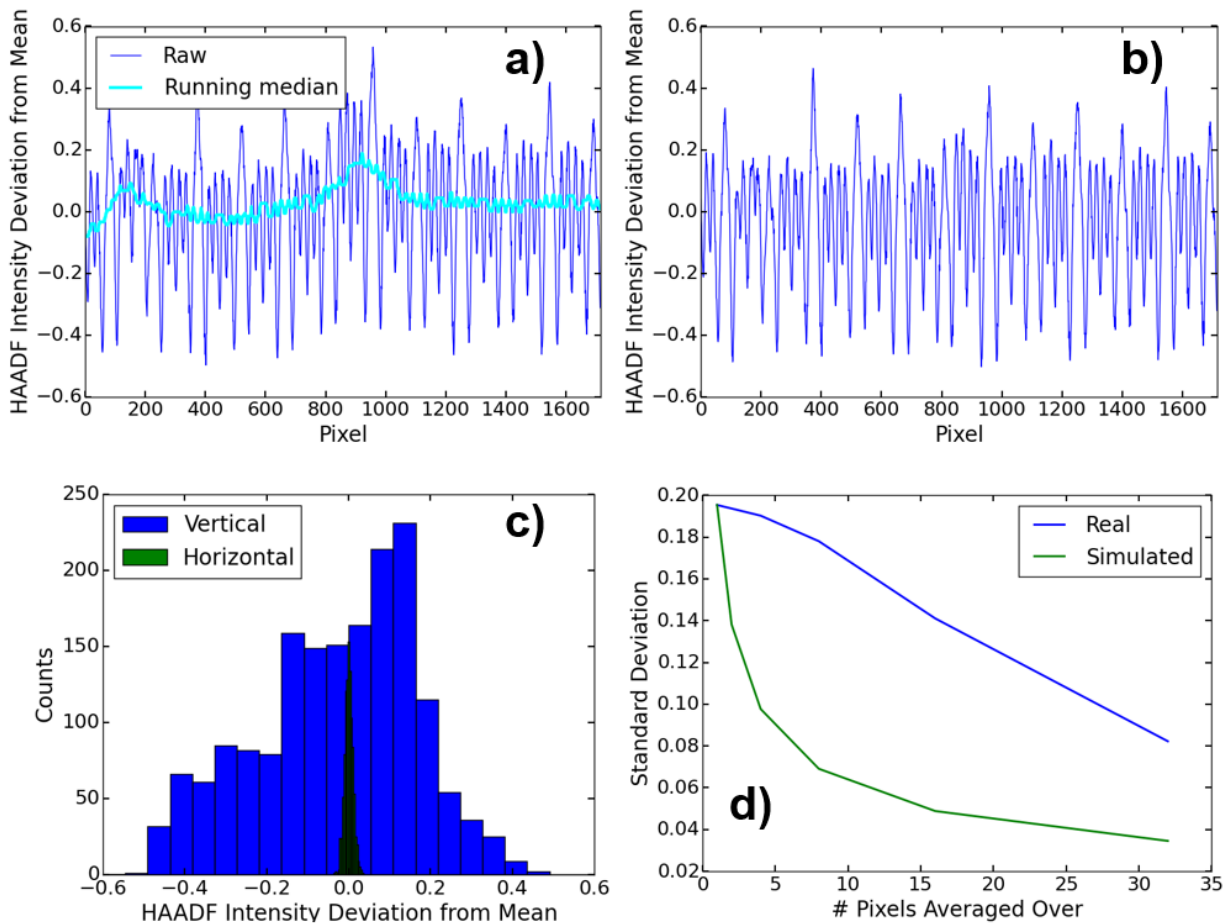 HAADF Intensity Deviation from Mean
0.6
0.4
0.2
0.0
−0.2
−0.4
−0.6
Raw
Running median
a)
0 200 400 600 800 1000 1200 1400 1600
Pixel
HAADF Intensity Deviation from Mean
0.6
0.4
0.2
0.0
−0.2
−0.4
−0.6
b)
0 200 400 600 800 1000 1200 1400 1600
Pixel
Counts
250
200
150
100
50
0
Vertical
Horizontal
c)
−0.6 −0.4 −0.2 0.0 0.2 0.4 0.6
HAADF Intensity Deviation from Mean
Standard Deviation
0.20
0.18
0.16
0.14
0.12
0.10
0.08
0.06
0.04
0.02
Real
Simulated
d)
0 5 10 15 20 25 30 35
# Pixels Averaged Over